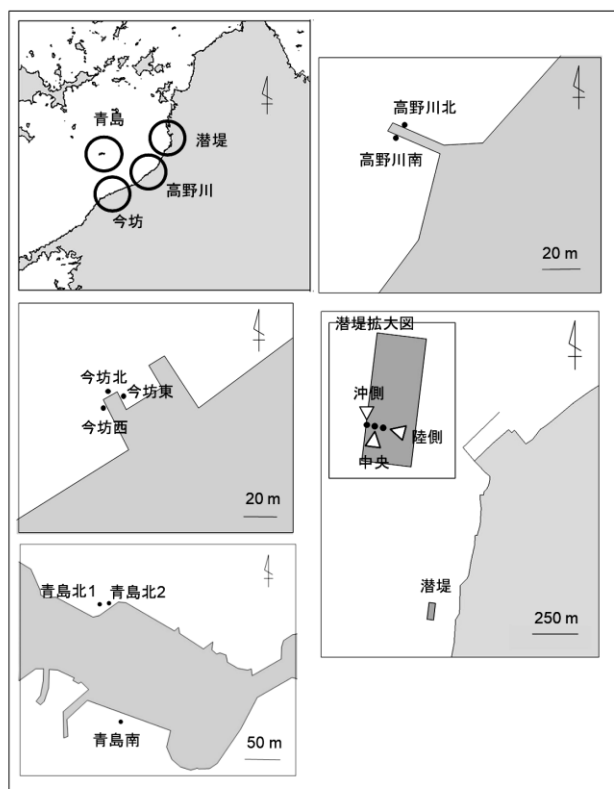 青島
潜堤
高野川
今坊
高野川北
高野川南
20 m
今坊北
今坊東
今坊西
20 m
潜堤拡大図
沖側
陸側
中央
潜堤
250 m
青島北1
青島北2
青島南
50 m